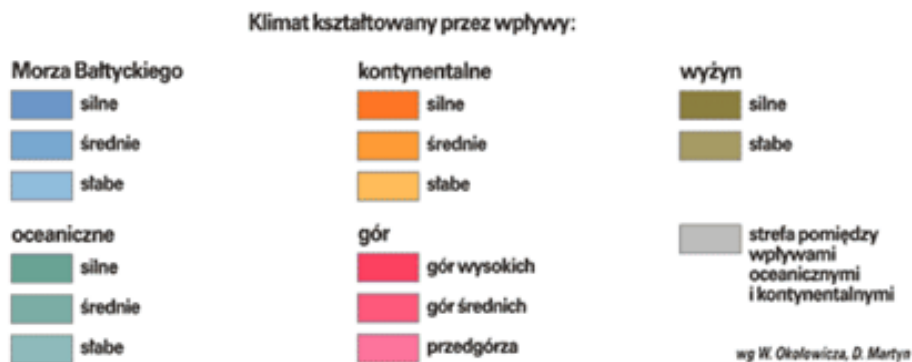 Klimat kształtowany przez wpływy:
Morza Bałtyckiego
silne
średnie
słabe
kontynentalne
silne
średnie
słabe
wyżyn
silne
słabe
oceaniczne
silne
średnie
słabe
gór
gór wysokich
gór średnich
przedgórza
strefa pomiędzy
wpływami
oceanicznymi
i kontynentalnymi
wg W. Okołowicza, D. Martyn